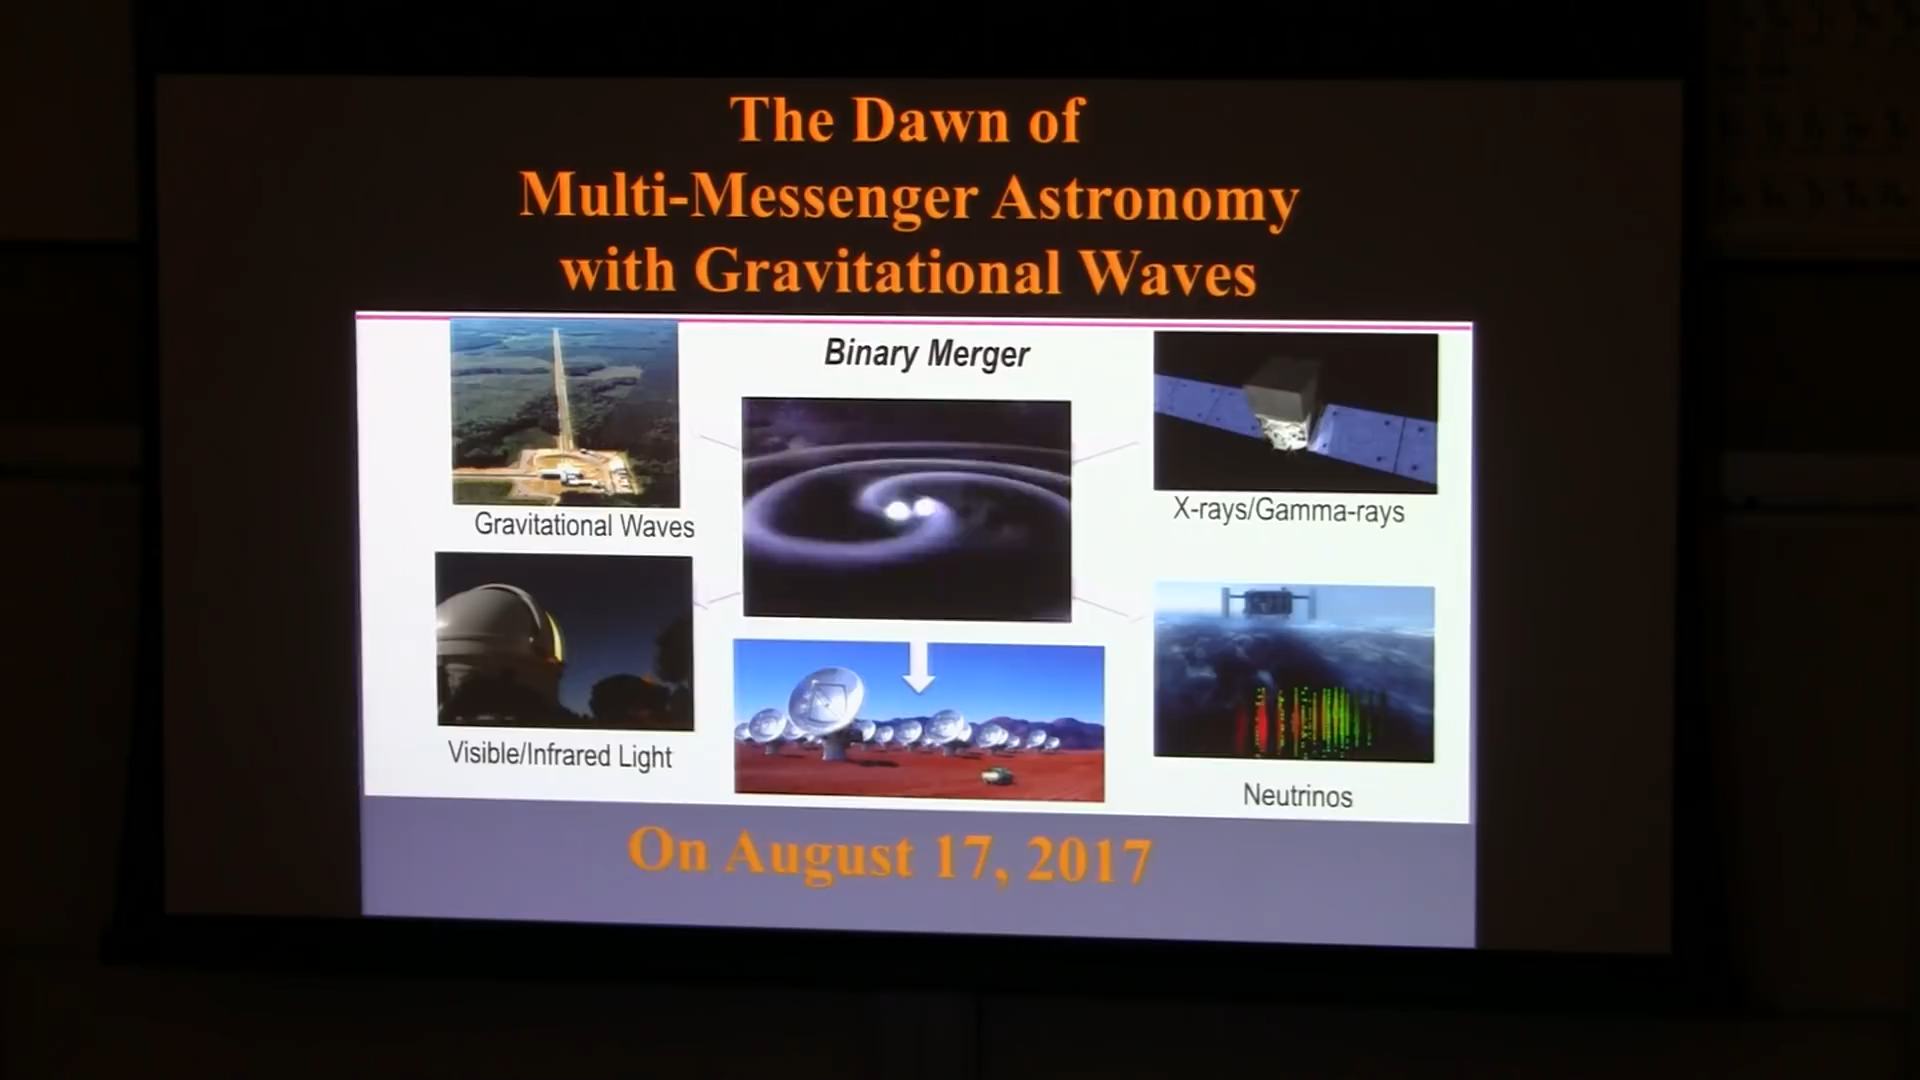 The Dawn of
Multi-Messenger Astronomy
with Gravitational Waves
Binary Merger
Gravitational Waves
X-rays/Gamma-rays
Visible/Infrared Light
Neutrinos
On August 17, 2017